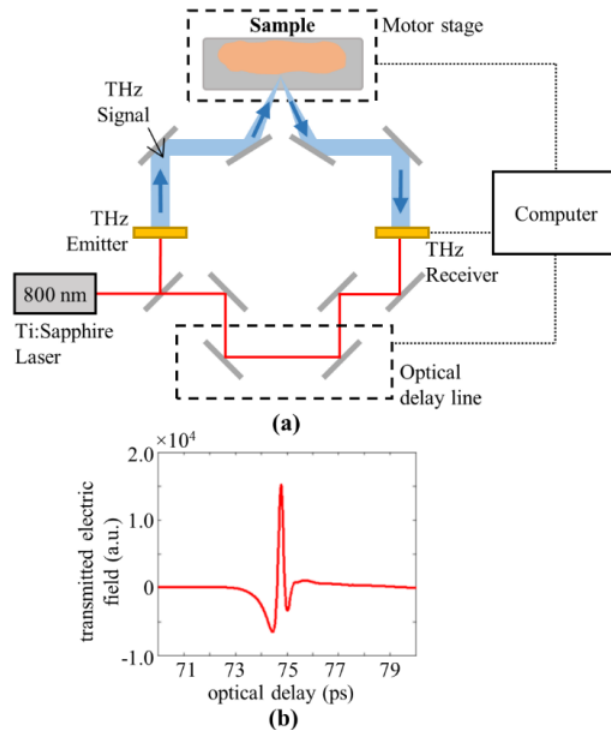 Sample
Motor stage
THz
Signal
THz
Emitter
Computer
THz
Receiver
800 nm
Ti:Sapphire
Laser
Optical
delay line
(a)
×10⁴
2.0
1.0
0
-1.0
transmitted electric
field (a.u.)
71 73 75 77 79
optical delay (ps)
(b)